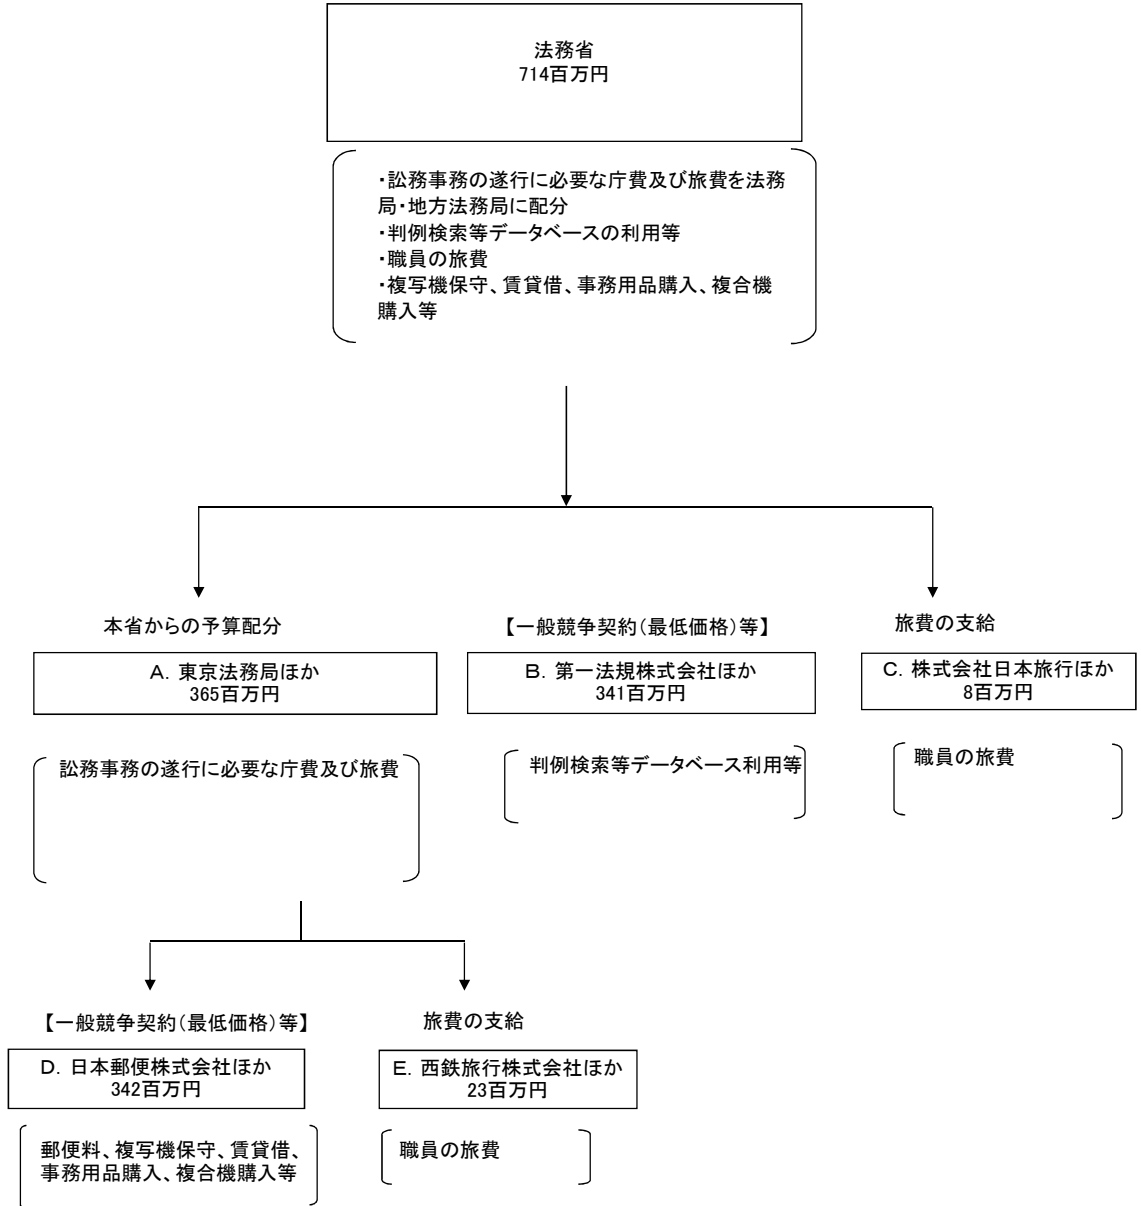 法務省
714百万円
・訟務事務の遂行に必要な庁費及び旅費を法務
局・地方法務局に配分
・判例検索等データベースの利用等
・職員の旅費
・複写機保守、賃貸借、事務用品購入、複合機
購入等
本省からの予算配分
【一般競争契約(最低価格)等】
旅費の支給
A．東京法務局ほか
365百万円
B．第一法規株式会社ほか
341百万円
C．株式会社日本旅行ほか
8百万円
訟務事務の遂行に必要な庁費及び旅費
判例検索等データベース利用等
職員の旅費
【一般競争契約(最低価格)等】
旅費の支給
D．日本郵便株式会社ほか
342百万円
E．西鉄旅行株式会社ほか
23百万円
郵便料、複写機保守、賃貸借、
事務用品購入、複合機購入等
職員の旅費